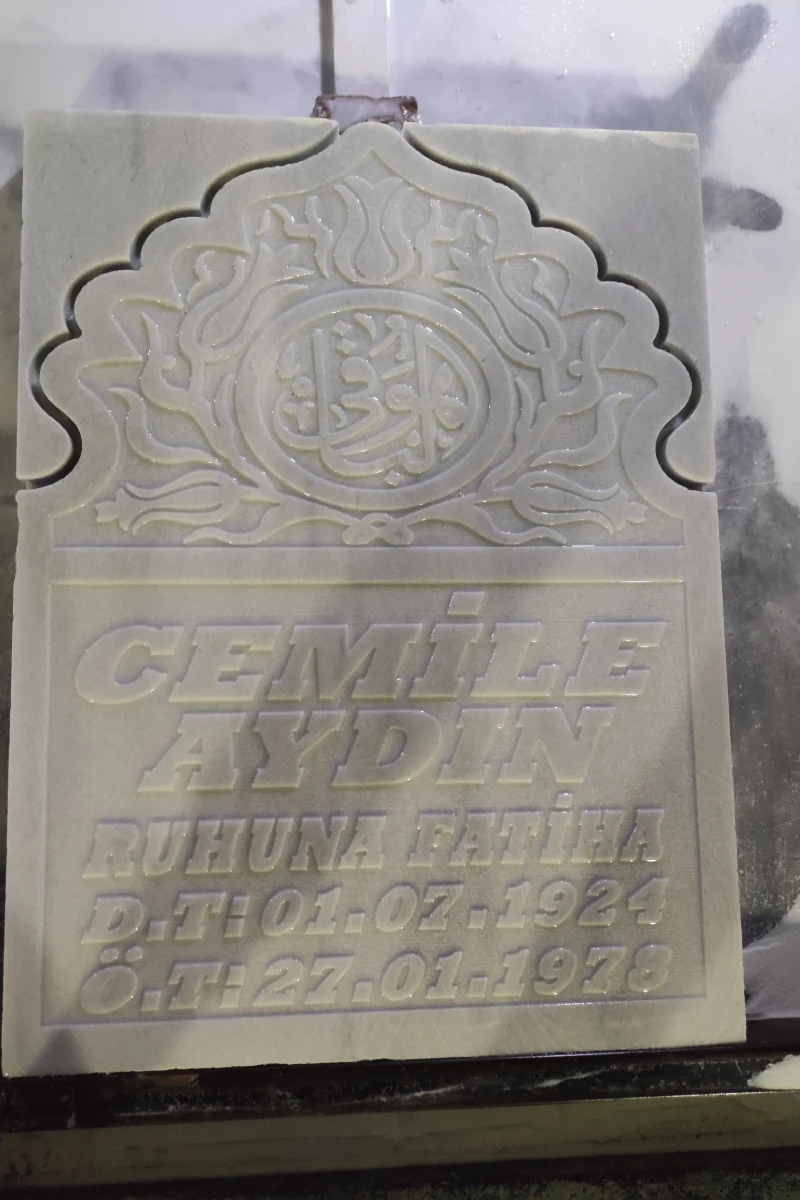 هو الباقي
CEMİLE
AYDIN
RUHUNA FATİHA
D.T:01.07.1924
Ö.T:27.01.1978